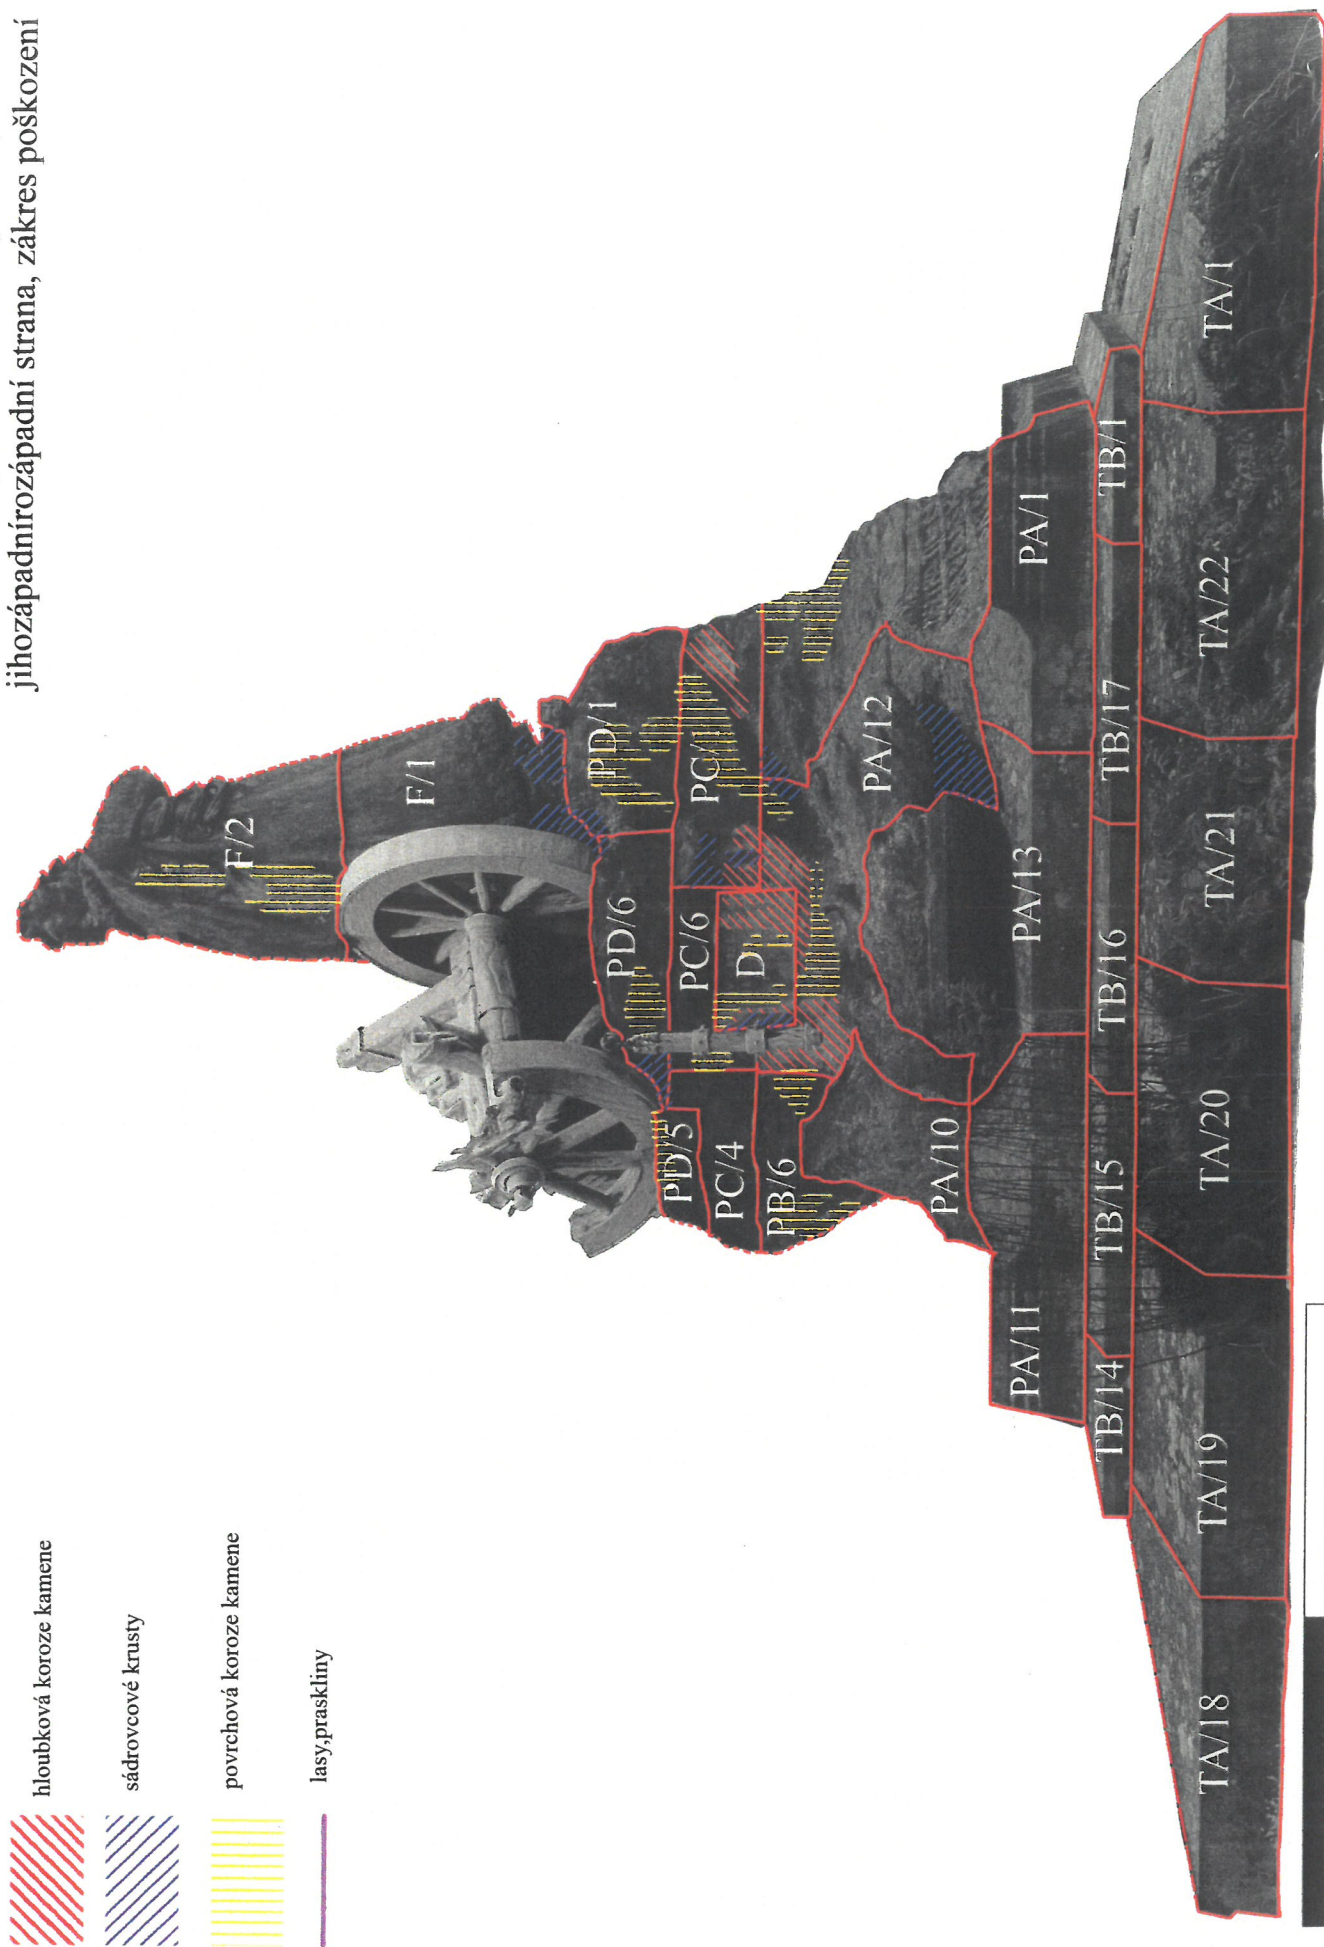 jihozápadnírozápadní strana, zákres poškození
hloubková koroze kamene
sádrovcové krusty
povrchová koroze kamene
lasy,praskliny
F/2
F/1
PD/1
PD/6
PD/5
PC/1
PC/6
PC/4
D
PB/6
PA/12
PA/10
PA/1
PA/13
PA/11
TB/1
TB/17
TB/16
TB/15
TB/14
TA/1
TA/22
TA/21
TA/20
TA/19
TA/18